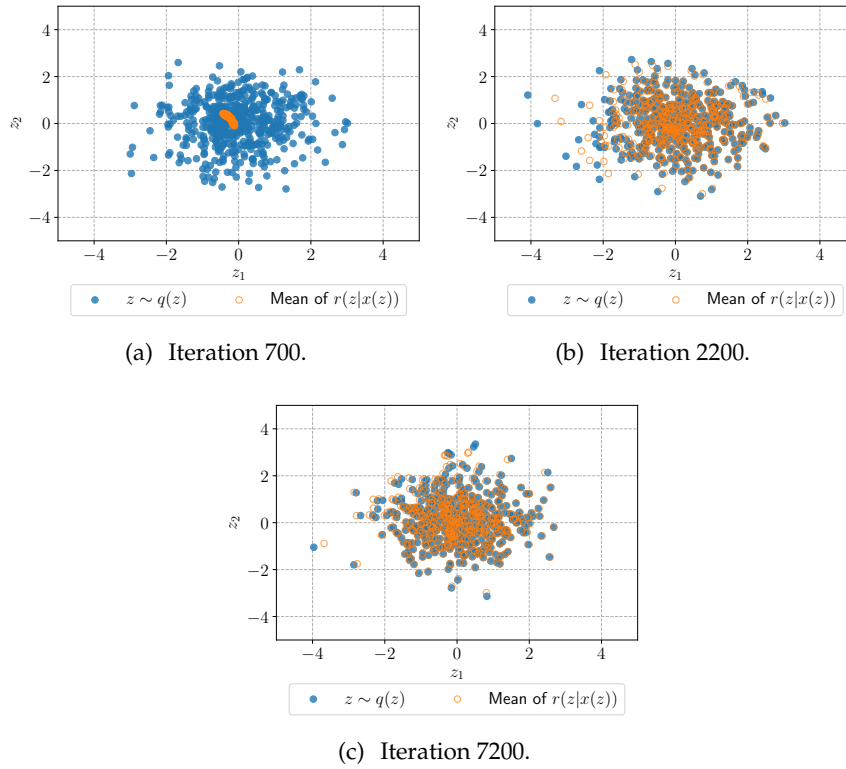 4
2
0
−2
−4
z₂
−4 −2 0 2 4
z₁
z ∼ q(z) Mean of r(z|x(z))
(a) Iteration 700.
4
2
0
−2
−4
z₂
−4 −2 0 2 4
z₁
z ∼ q(z) Mean of r(z|x(z))
(b) Iteration 2200.
4
2
0
−2
−4
z₂
−4 −2 0 2 4
z₁
z ∼ q(z) Mean of r(z|x(z))
(c) Iteration 7200.